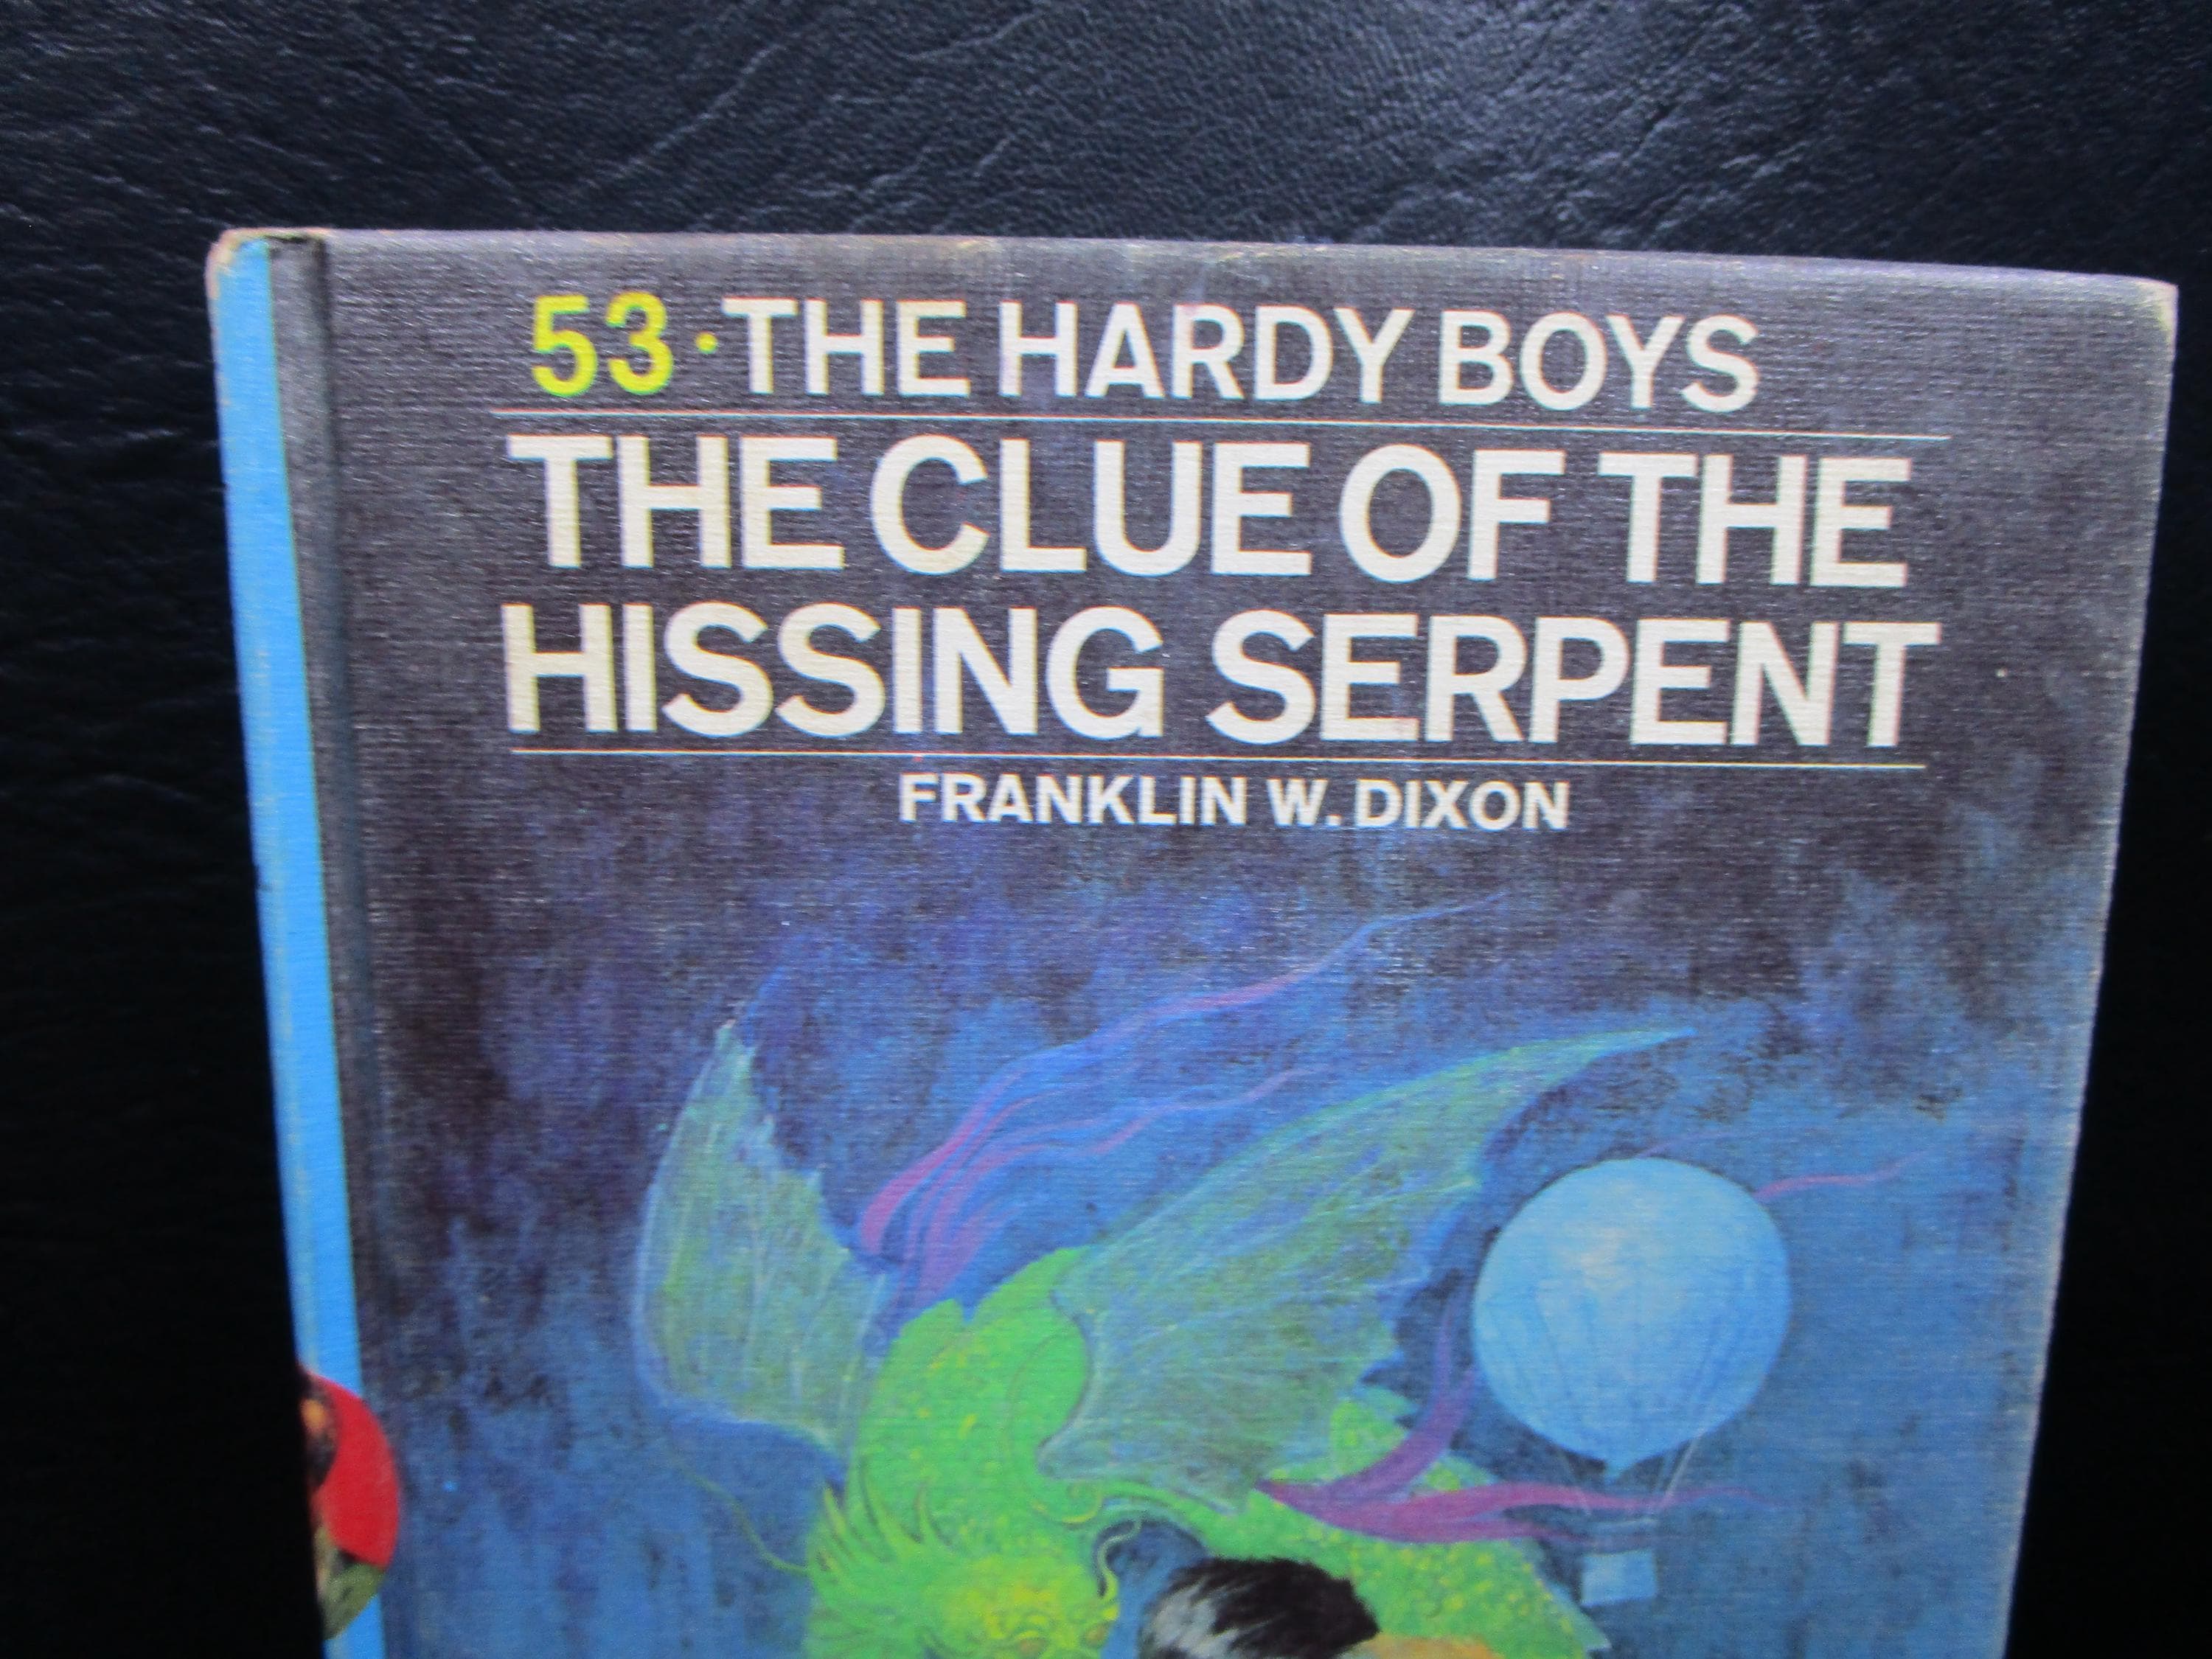 53 · THE HARDY BOYS
THE CLUE OF THE
HISSING SERPENT
FRANKLIN W. DIXON